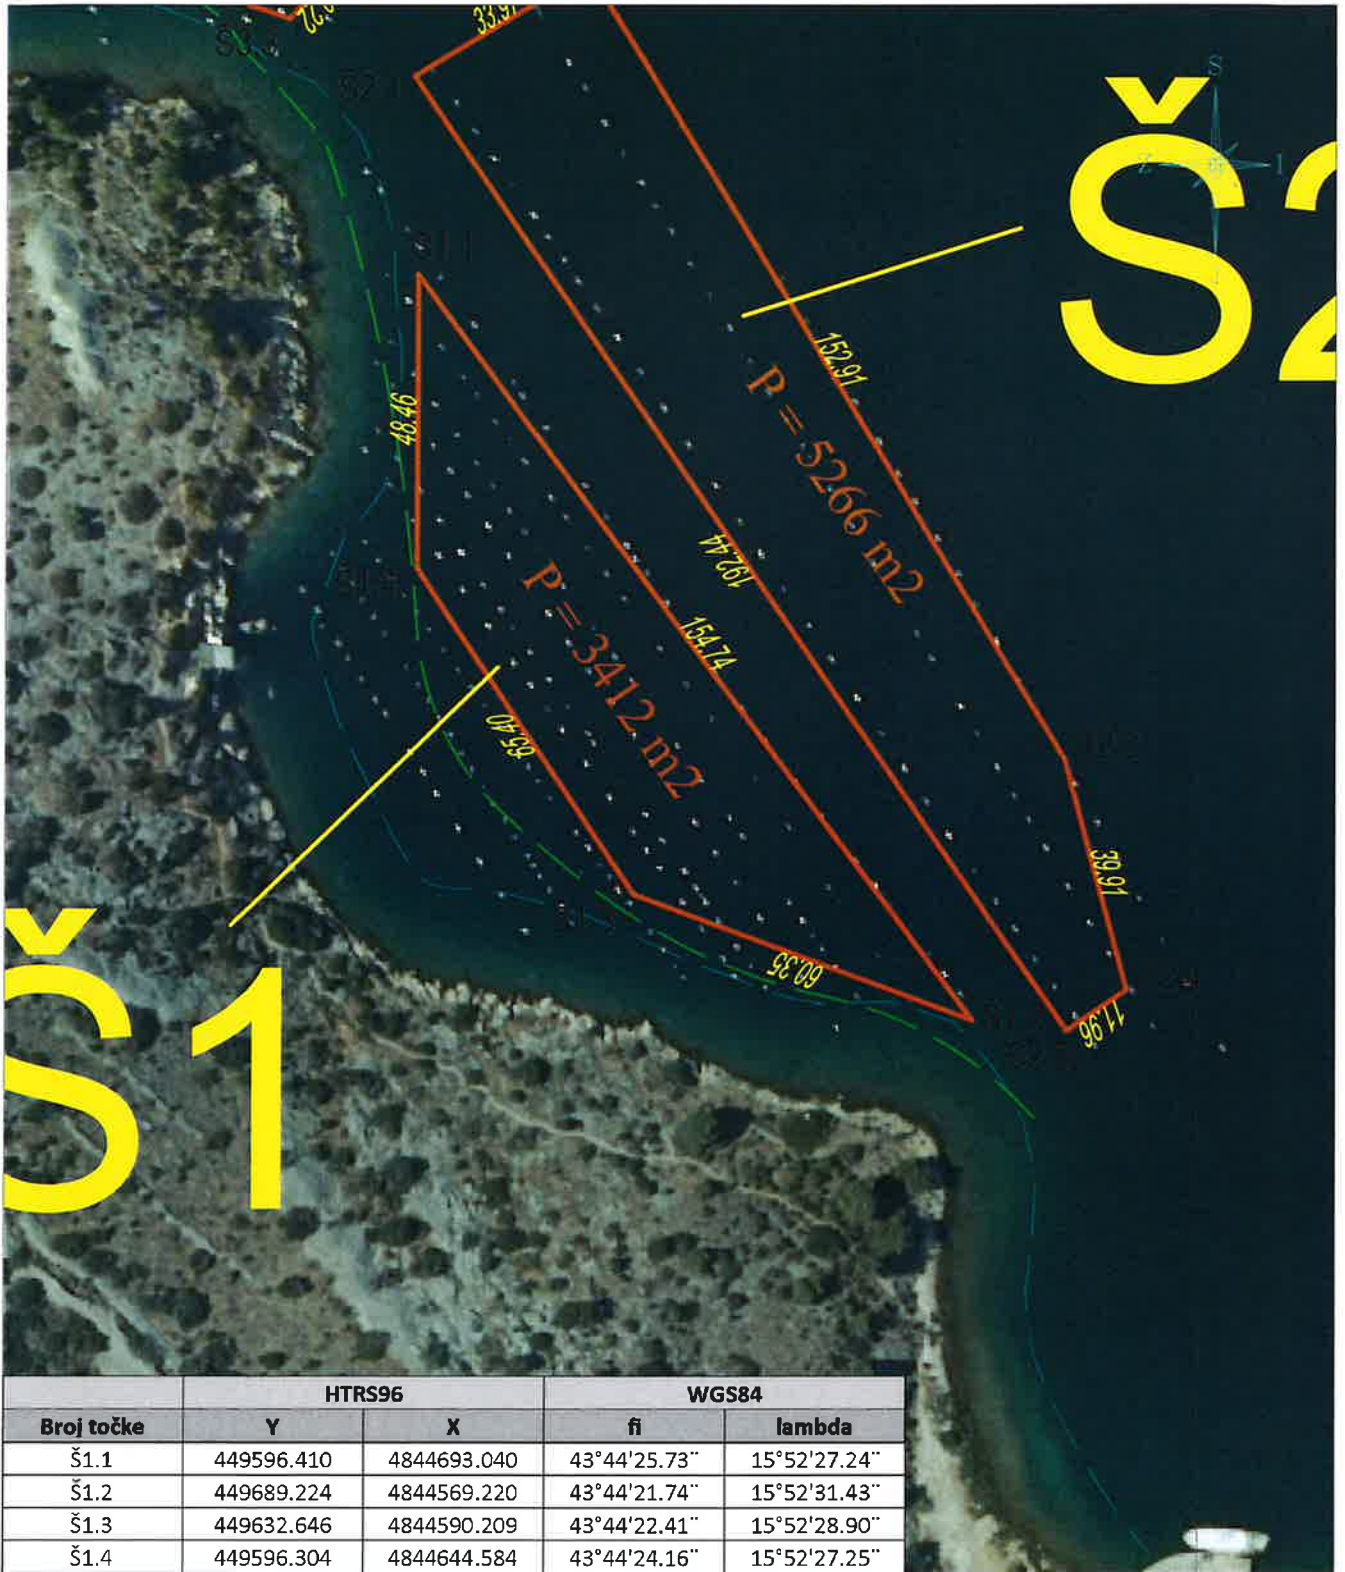 33.97
Š2
S
Z
I
J
48.46
152.91
P = 5266 m2
192.44
154.74
P = 3412 m2
65.40
39.91
60.35
11.96
Š1
HTRS96 WGS84
Broj točke Y X fi lambda
Š1.1 449596.410 4844693.040 43°44'25.73¨ 15°52'27.24¨
Š1.2 449689.224 4844569.220 43°44'21.74¨ 15°52'31.43¨
Š1.3 449632.646 4844590.209 43°44'22.41¨ 15°52'28.90¨
Š1.4 449596.304 4844644.584 43°44'24.16¨ 15°52'27.25¨